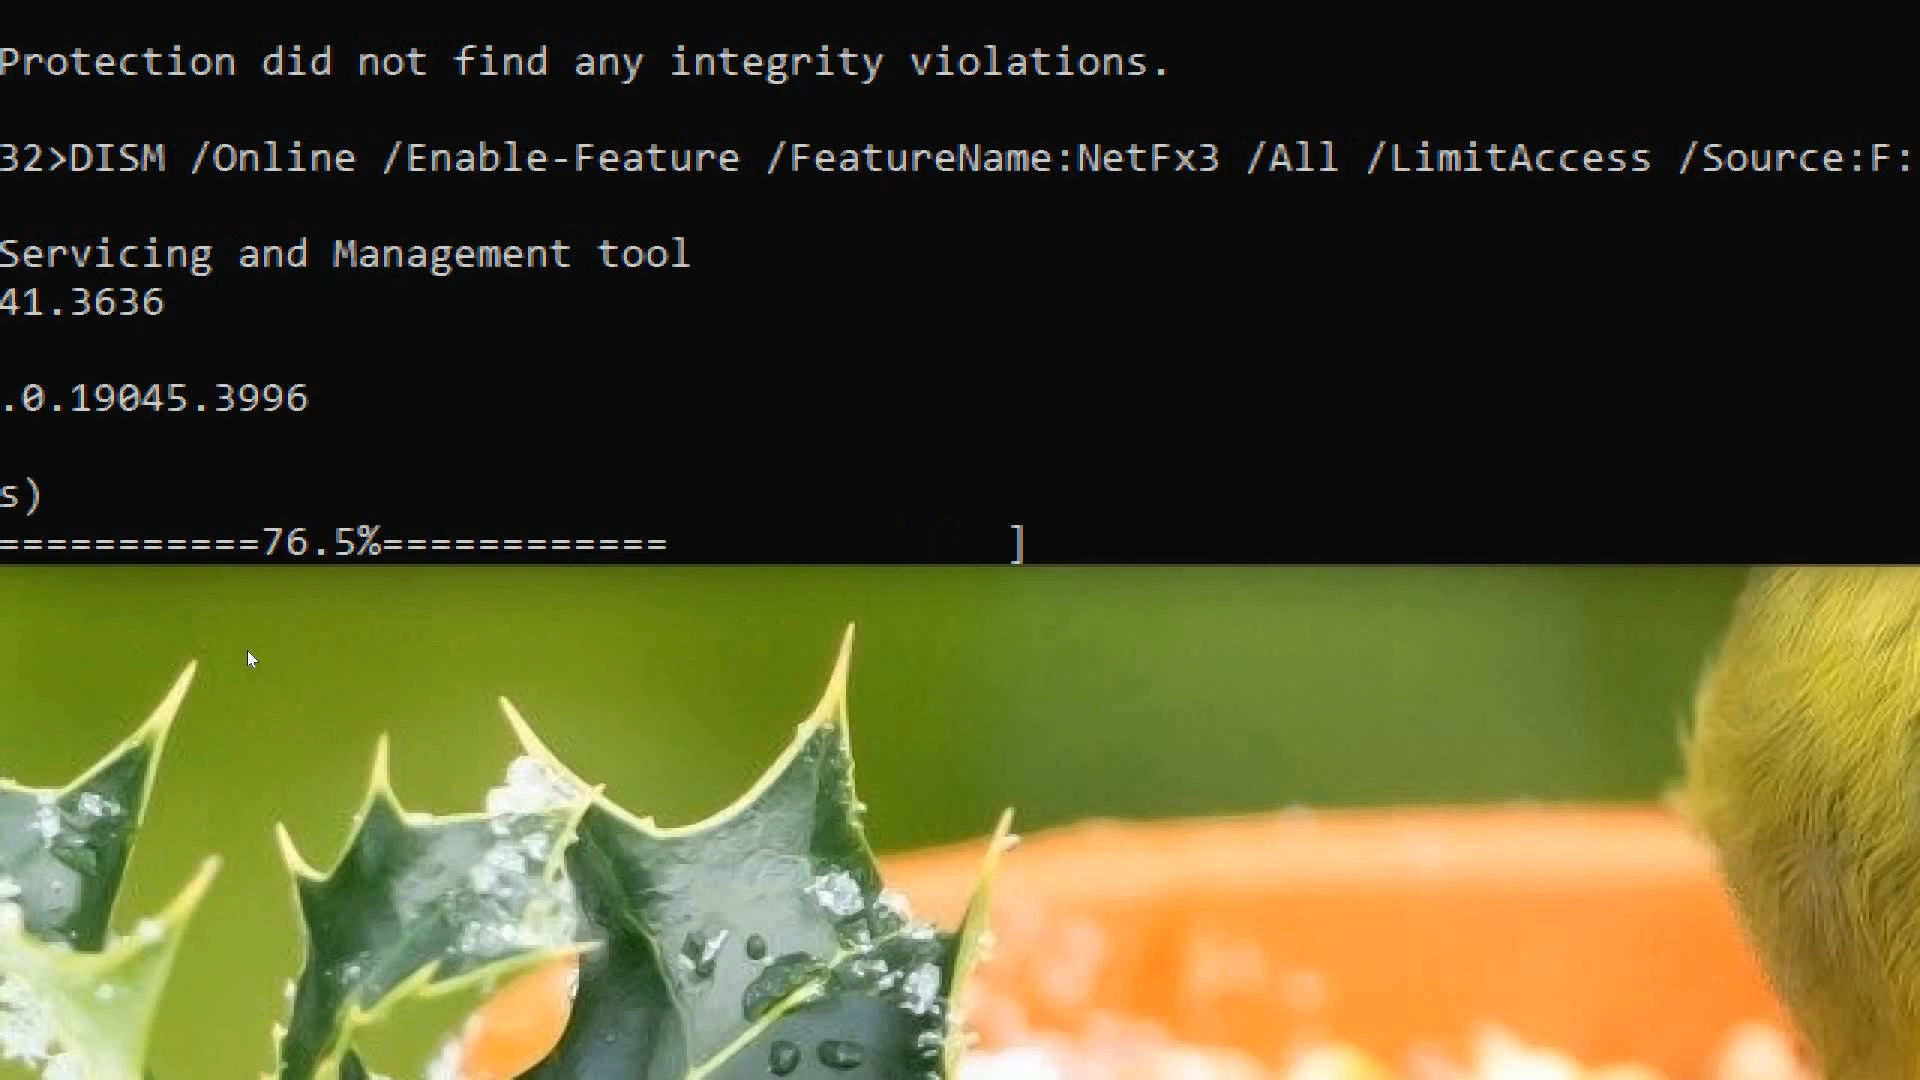 Protection did not find any integrity violations.
32>DISM /Online /Enable-Feature /FeatureName:NetFx3 /All /LimitAccess /Source:F:
Servicing and Management tool
41.3636
.0.19045.3996
s)
===========76.5%============ ]